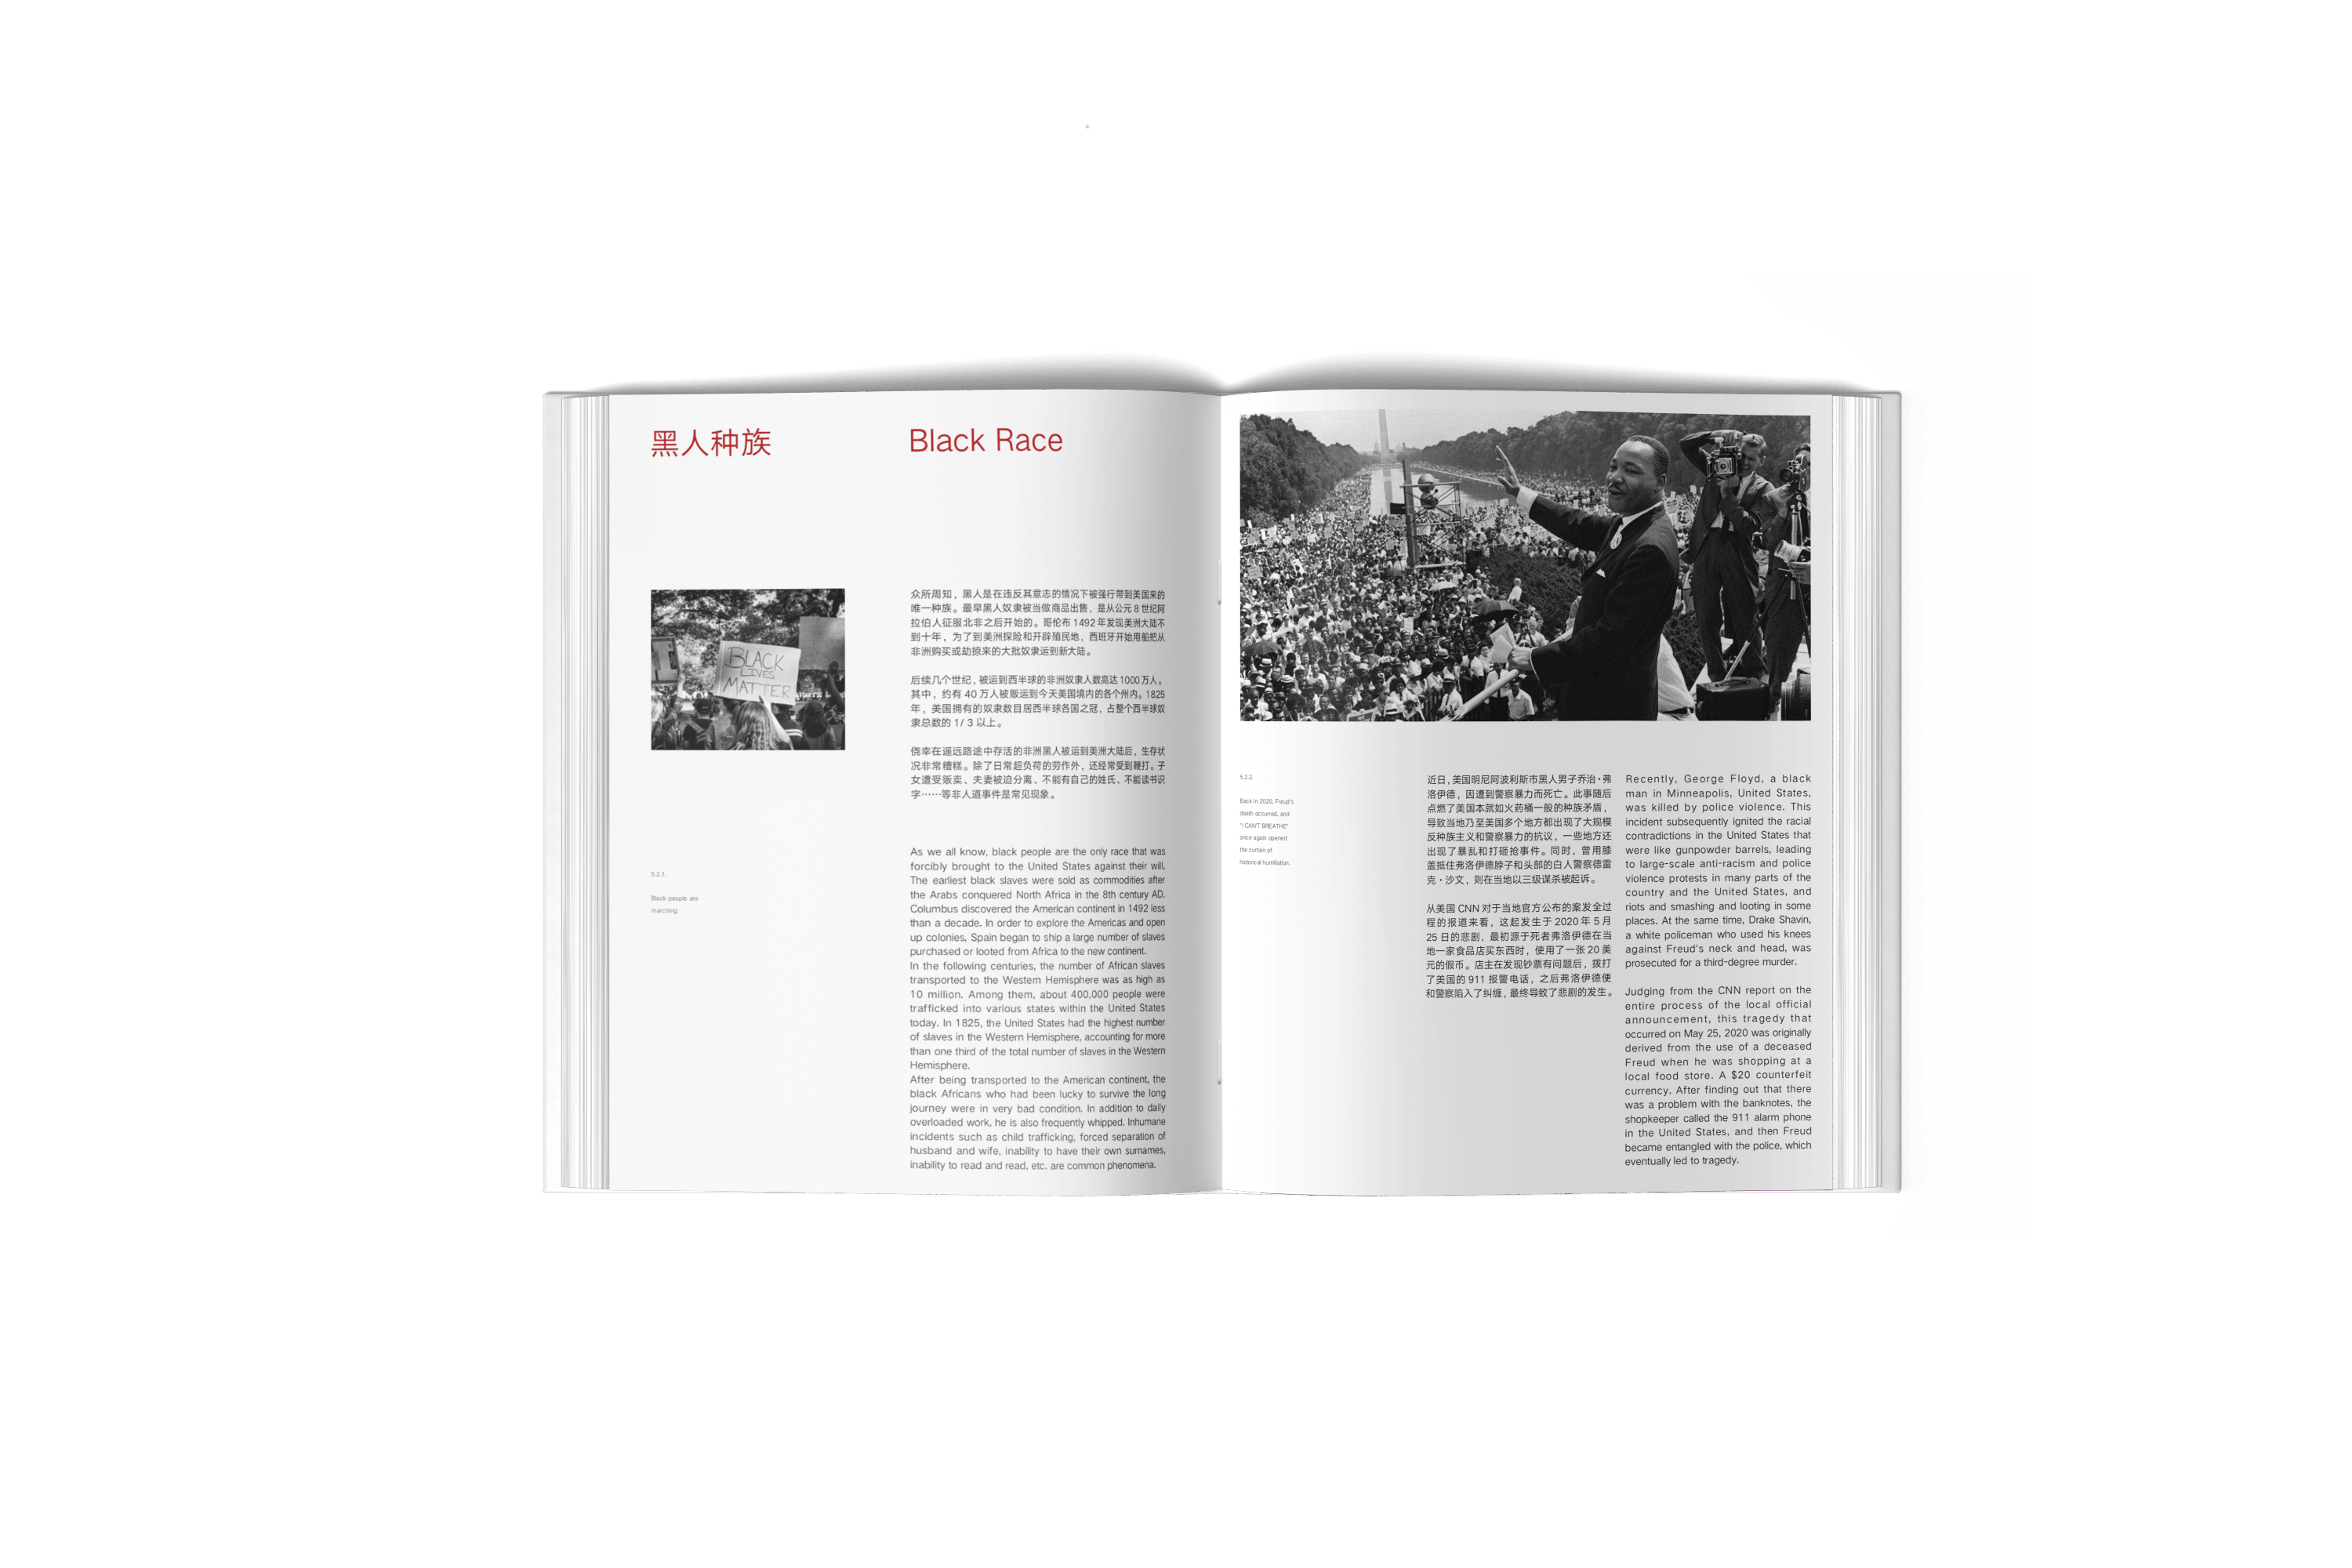 黑人种族
Black Race
BLACK
LIVES
MATTER
5.2.1.
Black people are
marching
众所周知，黑人是在违反其意志的情况下被强行带到美国来的
唯一种族。最早黑人奴隶被当做商品出售，是从公元 8 世纪阿
拉伯人征服北非之后开始的。哥伦布 1492 年发现美洲大陆不
到十年，为了到美洲探险和开辟殖民地，西班牙开始用船把从
非洲购买或劫掠来的大批奴隶运到新大陆。
后续几个世纪，被运到西半球的非洲奴隶人数高达 1000 万人。
其中，约有 40 万人被贩运到今天美国境内的各个州内。1825
年，美国拥有的奴隶数目居西半球各国之冠，占整个西半球奴
隶总数的 1/ 3 以上。
侥幸在遥远路途中存活的非洲黑人被运到美洲大陆后，生存状
况非常糟糕。除了日常超负荷的劳作外，还经常受到鞭打。子
女遭受贩卖、夫妻被迫分离、不能有自己的姓氏、不能读书识
字……等非人道事件是常见现象。
As we all know, black people are the only race that was
forcibly brought to the United States against their will.
The earliest black slaves were sold as commodities after
the Arabs conquered North Africa in the 8th century AD.
Columbus discovered the American continent in 1492 less
than a decade. In order to explore the Americas and open
up colonies, Spain began to ship a large number of slaves
purchased or looted from Africa to the new continent.
In the following centuries, the number of African slaves
transported to the Western Hemisphere was as high as
10 million. Among them, about 400,000 people were
trafficked into various states within the United States
today. In 1825, the United States had the highest number
of slaves in the Western Hemisphere, accounting for more
than one third of the total number of slaves in the Western
Hemisphere.
After being transported to the American continent, the
black Africans who had been lucky to survive the long
journey were in very bad condition. In addition to daily
overloaded work, he is also frequently whipped. Inhumane
incidents such as child trafficking, forced separation of
husband and wife, inability to have their own surnames,
inability to read and read, etc. are common phenomena.
5.2.2.
Back in 2020, Freud's
death occurred, and
"I CAN'T BREATHE"
once again opened
the curtain of
historical humiliation.
近日，美国明尼阿波利斯市黑人男子乔治·弗
洛伊德，因遭到警察暴力而死亡。此事随后
点燃了美国本就如火药桶一般的种族矛盾，
导致当地乃至美国多个地方都出现了大规模
反种族主义和警察暴力的抗议，一些地方还
出现了暴乱和打砸抢事件。同时，曾用膝
盖抵住弗洛伊德脖子和头部的白人警察德雷
克·沙文，则在当地以三级谋杀被起诉。
从美国 CNN 对于当地官方公布的案发全过
程的报道来看，这起发生于 2020 年 5 月
25 日的悲剧，最初源于死者弗洛伊德在当
地一家食品店买东西时，使用了一张 20 美
元的假币。店主在发现钞票有问题后，拨打
了美国的 911 报警电话，之后弗洛伊德便
和警察陷入了纠缠，最终导致了悲剧的发生。
Recently, George Floyd, a black
man in Minneapolis, United States,
was killed by police violence. This
incident subsequently ignited the racial
contradictions in the United States that
were like gunpowder barrels, leading
to large-scale anti-racism and police
violence protests in many parts of the
country and the United States, and
riots and smashing and looting in some
places. At the same time, Drake Shavin,
a white policeman who used his knees
against Freud's neck and head, was
prosecuted for a third-degree murder.
Judging from the CNN report on the
entire process of the local official
announcement, this tragedy that
occurred on May 25, 2020 was originally
derived from the use of a deceased
Freud when he was shopping at a
local food store. A $20 counterfeit
currency. After finding out that there
was a problem with the banknotes, the
shopkeeper called the 911 alarm phone
in the United States, and then Freud
became entangled with the police, which
eventually led to tragedy.